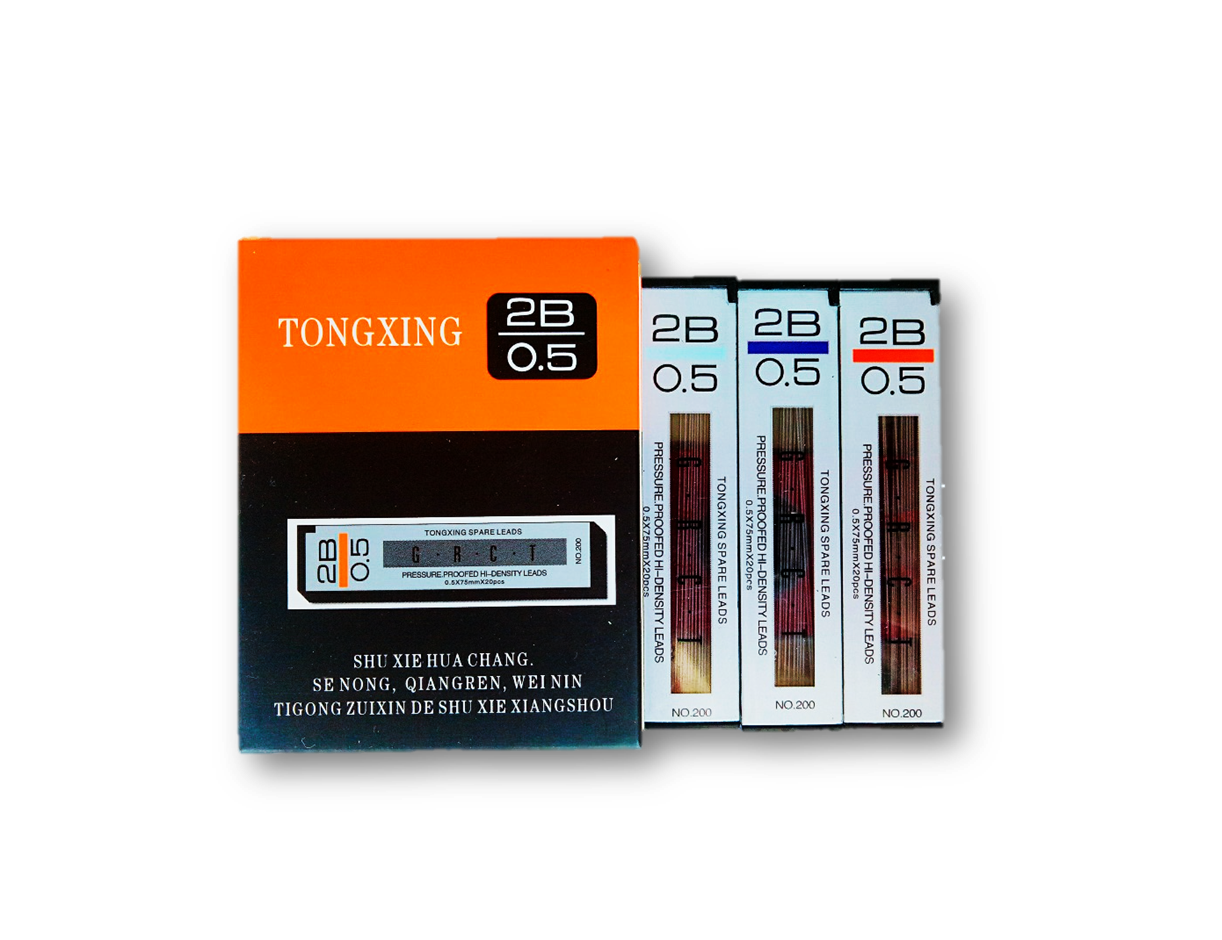 TONGXING
2B
0.5
2B
0.5
TONGXING SPARE LEADS
G·R·C·T
PRESSURE.PROOFED HI-DENSITY LEADS
0.5X75mmX20pcs
NO.200
SHU XIE HUA CHANG.
SE NONG, QIANGREN, WEI NIN
TIGONG ZUIXIN DE SHU XIE XIANGSHOU
2B
0.5
TONGXING SPARE LEADS
G·R·C·T
PRESSURE.PROOFED HI-DENSITY LEADS
0.5X75mmX20pcs
NO.200
2B
0.5
TONGXING SPARE LEADS
G·R·C·T
PRESSURE.PROOFED HI-DENSITY LEADS
0.5X75mmX20pcs
NO.200
2B
0.5
TONGXING SPARE LEADS
G·R·C·T
PRESSURE.PROOFED HI-DENSITY LEADS
0.5X75mmX20pcs
NO.200